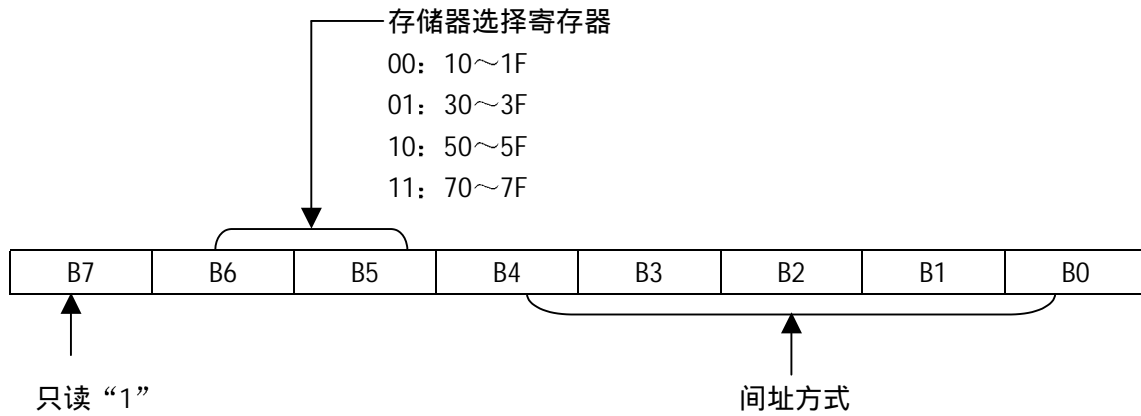 存储器选择寄存器
00：10～1F
01：30～3F
10：50～5F
11：70～7F
B7 B6 B5 B4 B3 B2 B1 B0
只读“1” 间址方式